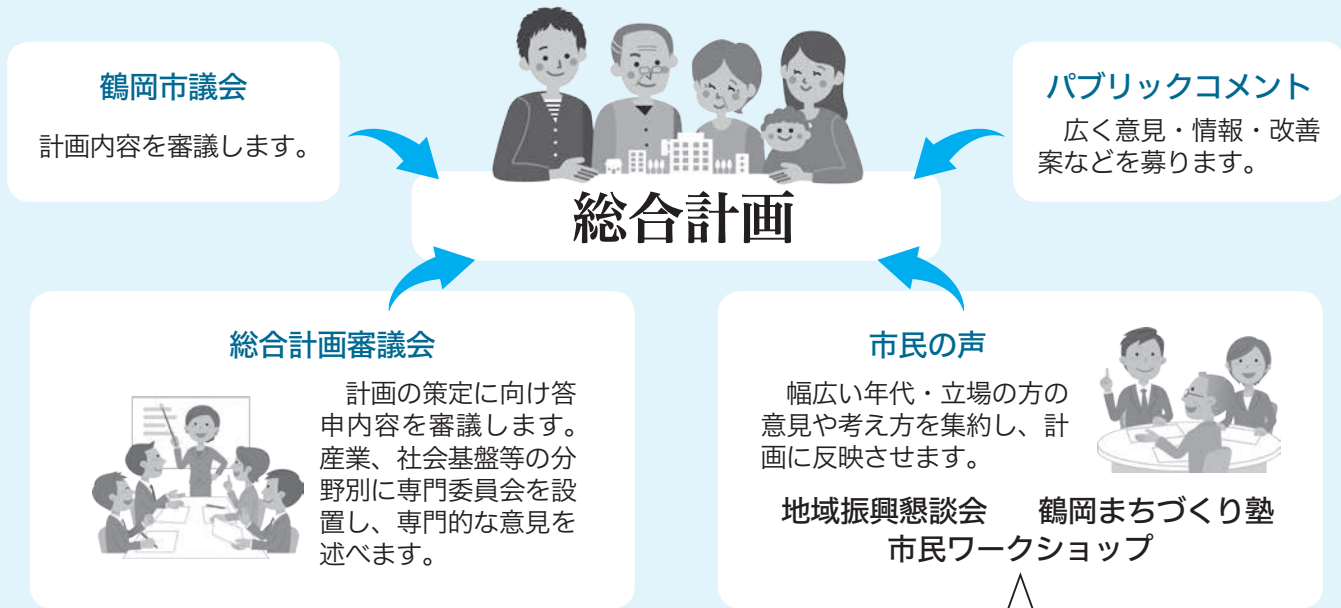 鶴岡市議会
計画内容を審議します。
パブリックコメント
広く意見・情報・改善
案などを募ります。
総合計画
総合計画審議会
計画の策定に向け答
申内容を審議します。
産業、社会基盤等の分
野別に専門委員会を設
置し、専門的な意見を
述べます。
市民の声
幅広い年代・立場の方の
意見や考え方を集約し、計
画に反映させます。
地域振興懇談会　鶴岡まちづくり塾
市民ワークショップ